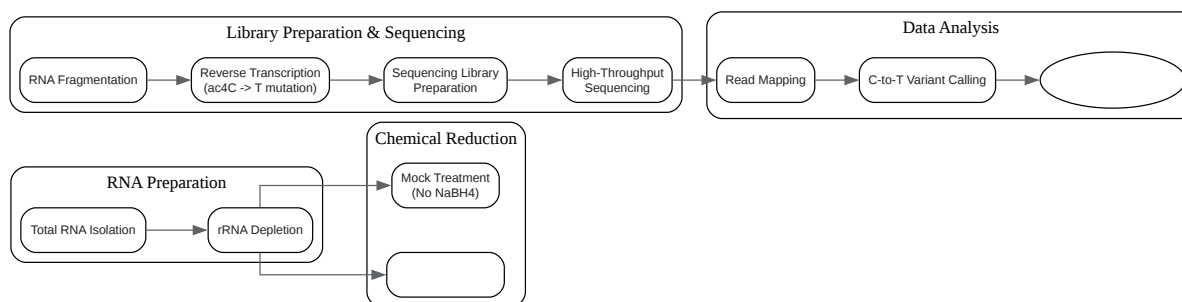 Library Preparation & Sequencing
RNA Fragmentation
Reverse Transcription
(ac4C -> T mutation)
Sequencing Library
Preparation
High-Throughput
Sequencing
Data Analysis
Read Mapping
C-to-T Variant Calling
RNA Preparation
Total RNA Isolation
rRNA Depletion
Chemical Reduction
Mock Treatment
(No NaBH4)